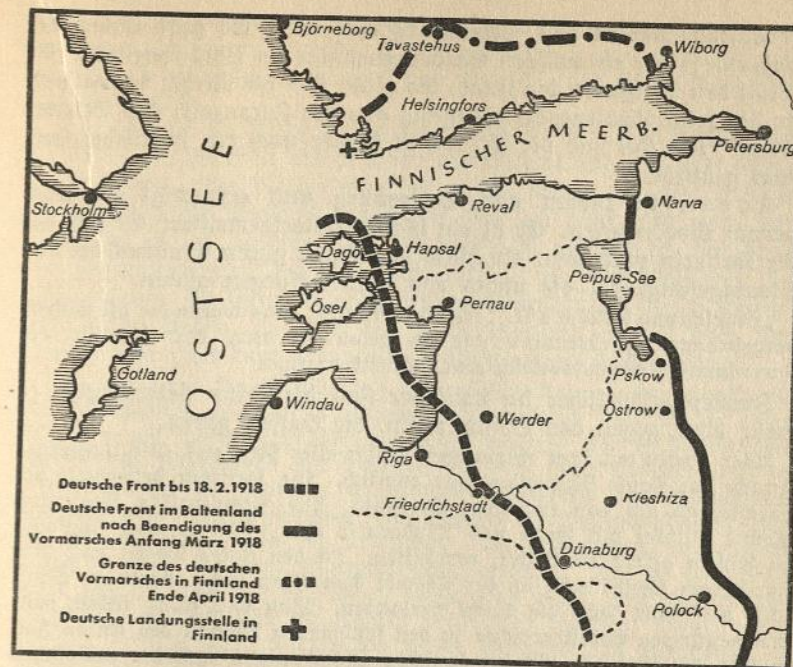 Björneborg
Tavastehus
Wiborg
Helsingfors
Petersburg
FINNISCHER MEERB.
Stockholm
OSTSEE
Reval
Narva
Dagö
Hapsal
Peipus-See
Ösel
Pernau
Gotland
Pskow
Windau
Werder
Ostrow
Riga
Deutsche Front bis 18.2.1918
Friedrichstadt
Rieshiza
Deutsche Front im Baltenland
nach Beendigung des
Vormarsches Anfang März 1918
Dünaburg
Grenze des deutschen
Vormarsches in Finnland
Ende April 1918
Polock
Deutsche Landungsstelle in
Finnland